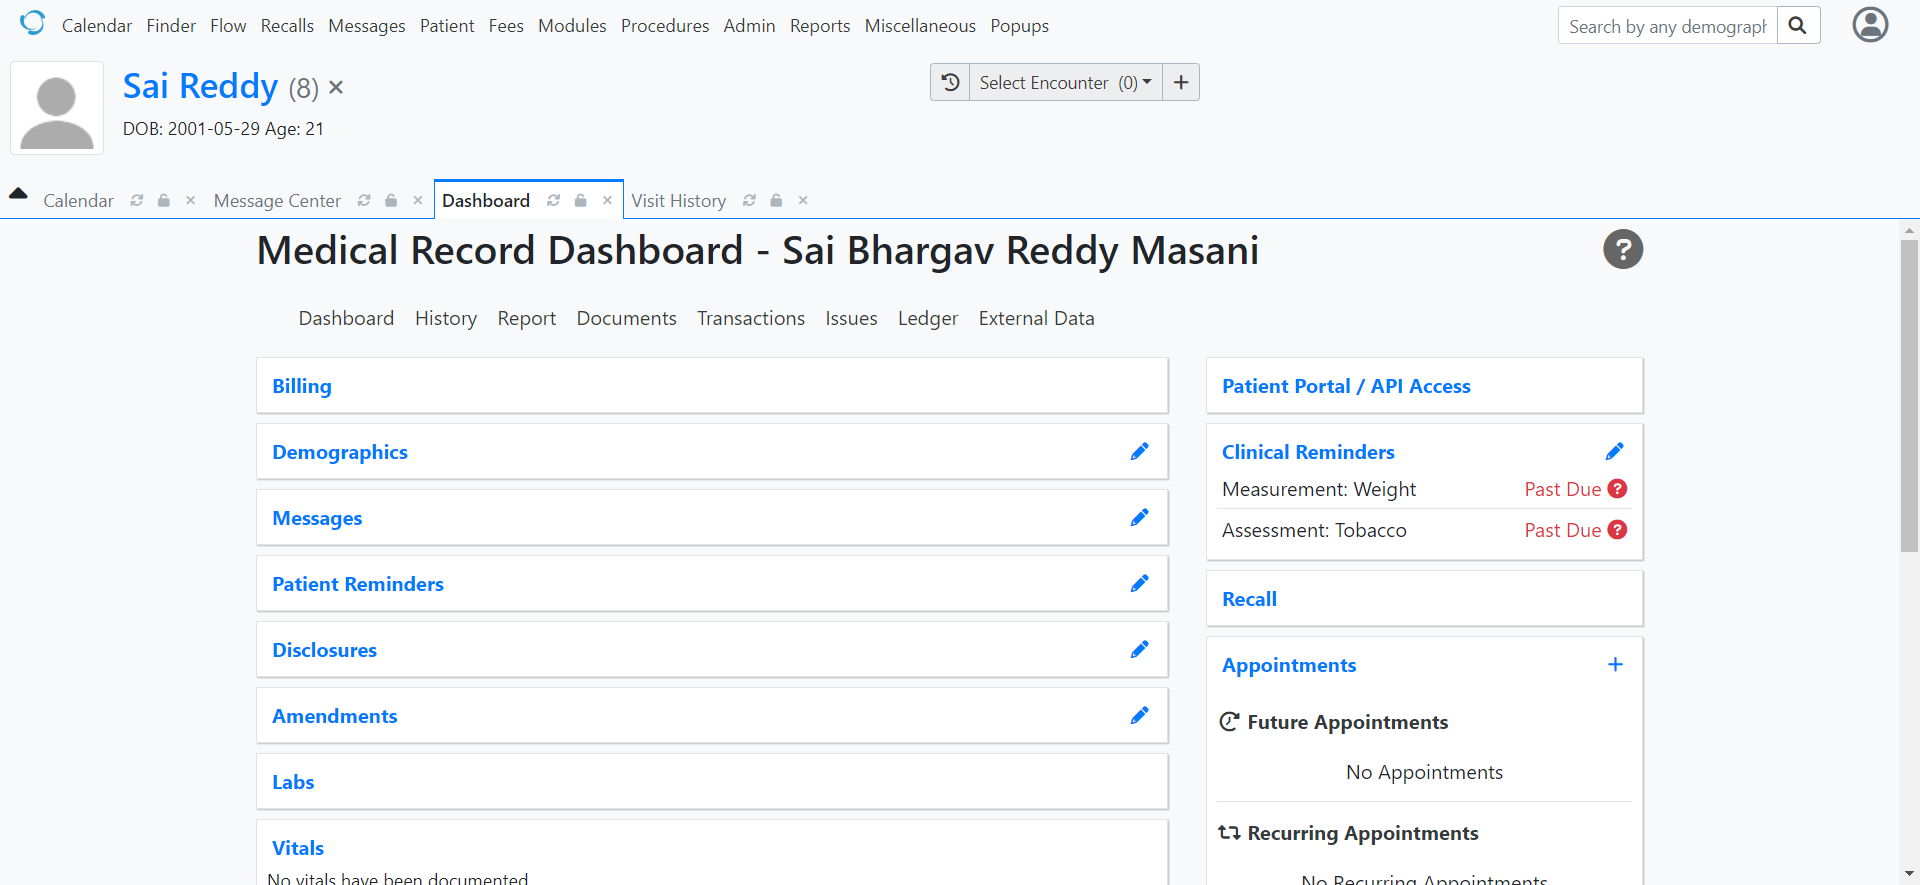 Calendar Finder Flow Recalls Messages Patient Fees Modules Procedures Admin Reports Miscellaneous Popups
Search by any demograph
Sai Reddy (8)
Select Encounter (0)
DOB: 2001-05-29 Age: 21
Calendar Message Center Dashboard Visit History
Medical Record Dashboard - Sai Bhargav Reddy Masani
Dashboard History Report Documents Transactions Issues Ledger External Data
Billing
Demographics
Messages
Patient Reminders
Disclosures
Amendments
Labs
Vitals
No vitals have been documented
Patient Portal / API Access
Clinical Reminders
Measurement: Weight Past Due ?
Assessment: Tobacco Past Due ?
Recall
Appointments
Future Appointments
No Appointments
Recurring Appointments
No Recurring Appointments